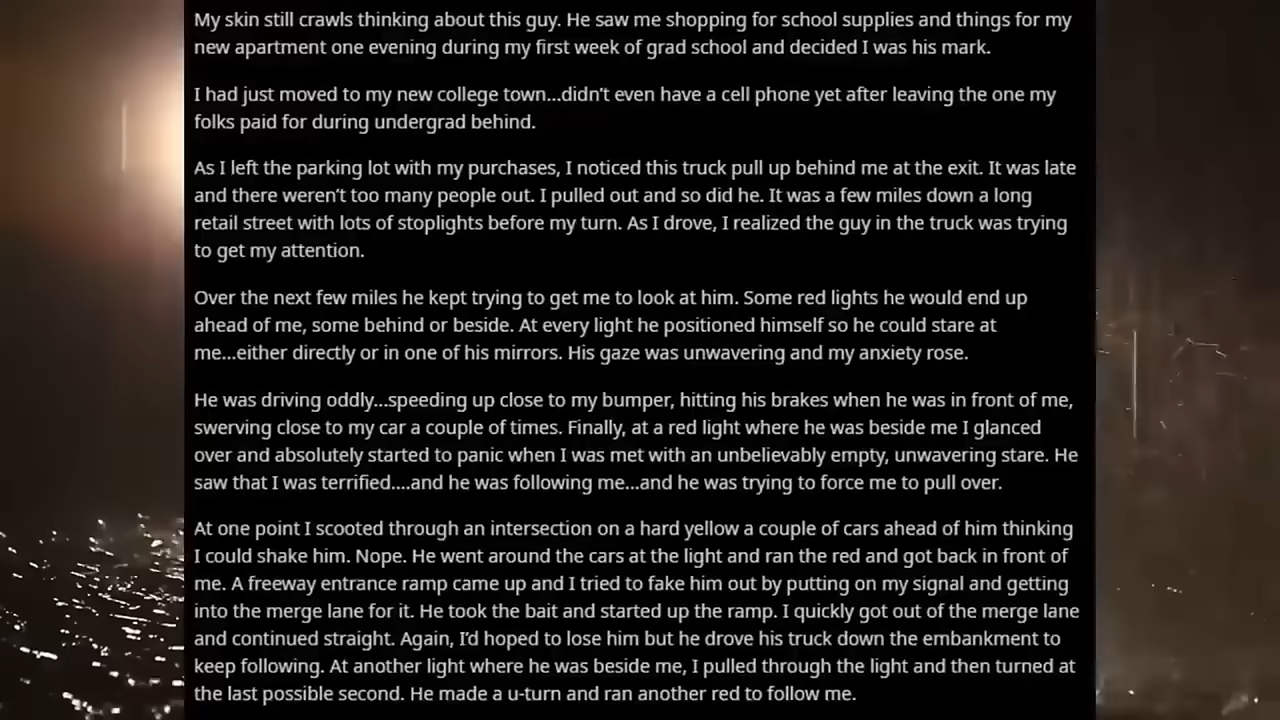 My skin still crawls thinking about this guy. He saw me shopping for school supplies and things for my
new apartment one evening during my first week of grad school and decided I was his mark.
I had just moved to my new college town...didn't even have a cell phone yet after leaving the one my
folks paid for during undergrad behind.
As I left the parking lot with my purchases, I noticed this truck pull up behind me at the exit. It was late
and there weren't too many people out. I pulled out and so did he. It was a few miles down a long
retail street with lots of stoplights before my turn. As I drove, I realized the guy in the truck was trying
to get my attention.
Over the next few miles he kept trying to get me to look at him. Some red lights he would end up
ahead of me, some behind or beside. At every light he positioned himself so he could stare at
me...either directly or in one of his mirrors. His gaze was unwavering and my anxiety rose.
He was driving oddly...speeding up close to my bumper, hitting his brakes when he was in front of me,
swerving close to my car a couple of times. Finally, at a red light where he was beside me I glanced
over and absolutely started to panic when I was met with an unbelievably empty, unwavering stare. He
saw that I was terrified....and he was following me...and he was trying to force me to pull over.
At one point I scooted through an intersection on a hard yellow a couple of cars ahead of him thinking
I could shake him. Nope. He went around the cars at the light and ran the red and got back in front of
me. A freeway entrance ramp came up and I tried to fake him out by putting on my signal and getting
into the merge lane for it. He took the bait and started up the ramp. I quickly got out of the merge lane
and continued straight. Again, I'd hoped to lose him but he drove his truck down the embankment to
keep following. At another light where he was beside me, I pulled through the light and then turned at
the last possible second. He made a u-turn and ran another red to follow me.